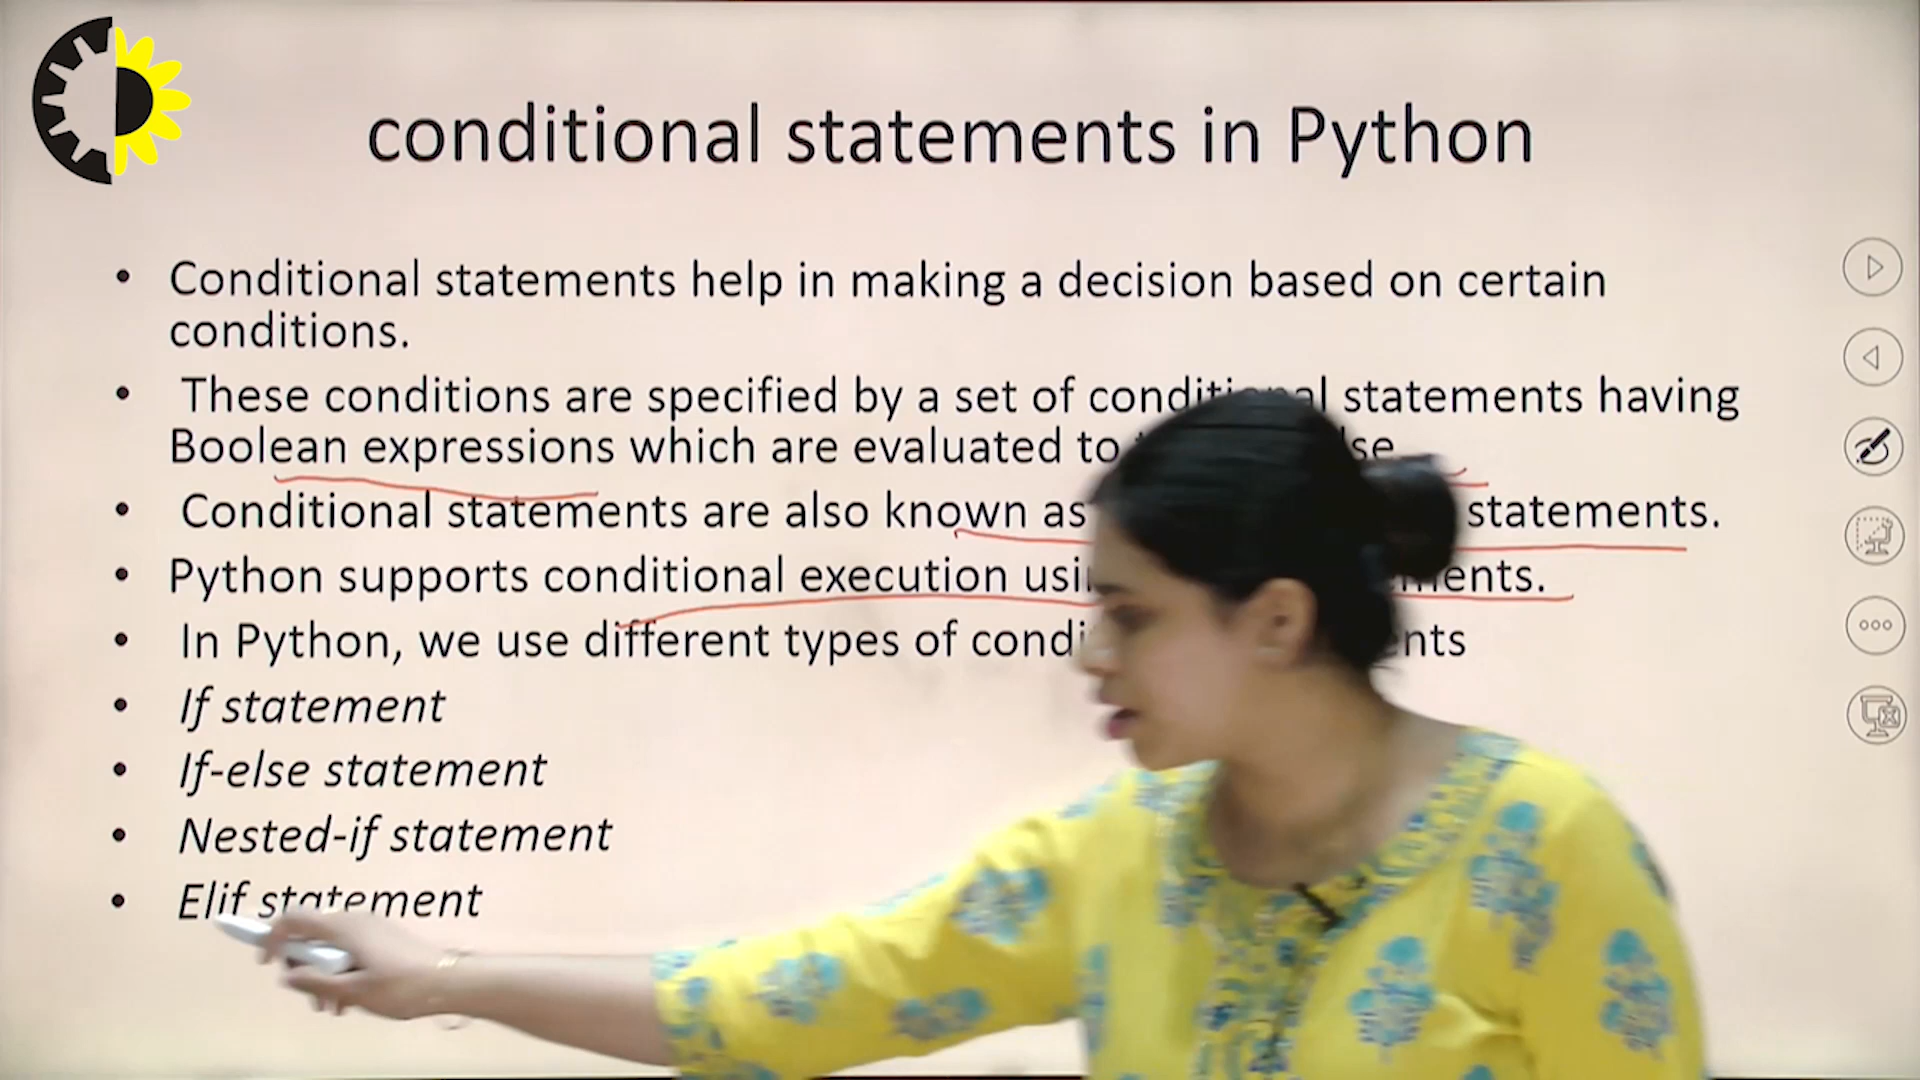 conditional statements in Python
• Conditional statements help in making a decision based on certain
conditions.
• These conditions are specified by a set of conditional statements having
Boolean expressions which are evaluated to
• Conditional statements are also known as statements.
• Python supports conditional execution
• In Python, we use different types of
• If statement
• If-else statement
• Nested-if statement
• Elif statement